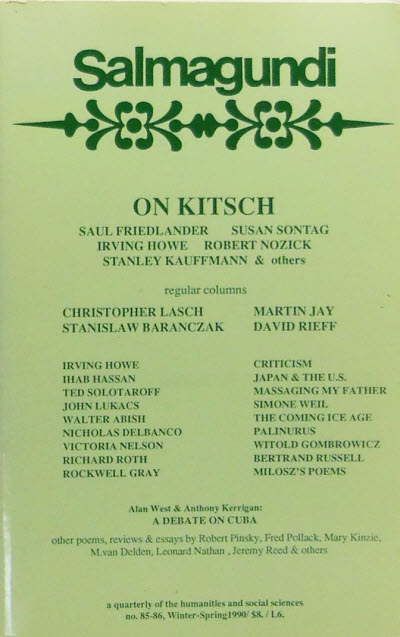 Salmagundi
ON KITSCH
SAUL FRIEDLANDER SUSAN SONTAG
IRVING HOWE ROBERT NOZICK
STANLEY KAUFFMANN & others
regular columns
CHRISTOPHER LASCH MARTIN JAY
STANISLAW BARANCZAK DAVID RIEFF
IRVING HOWE CRITICISM
IHAB HASSAN JAPAN & THE U.S.
TED SOLOTAROFF MASSAGING MY FATHER
JOHN LUKACS SIMONE WEIL
WALTER ABISH THE COMING ICE AGE
NICHOLAS DELBANCO PALINURUS
VICTORIA NELSON WITOLD GOMBROWICZ
RICHARD ROTH BERTRAND RUSSELL
ROCKWELL GRAY MILOSZ'S POEMS
Alan West & Anthony Kerrigan:
A DEBATE ON CUBA
other poems, reviews & essays by Robert Pinsky, Fred Pollack, Mary Kinzie,
M.van Delden, Leonard Nathan , Jeremy Reed & others
a quarterly of the humanities and social sciences
no. 85-86, Winter-Spring1990/ $8. / L6.